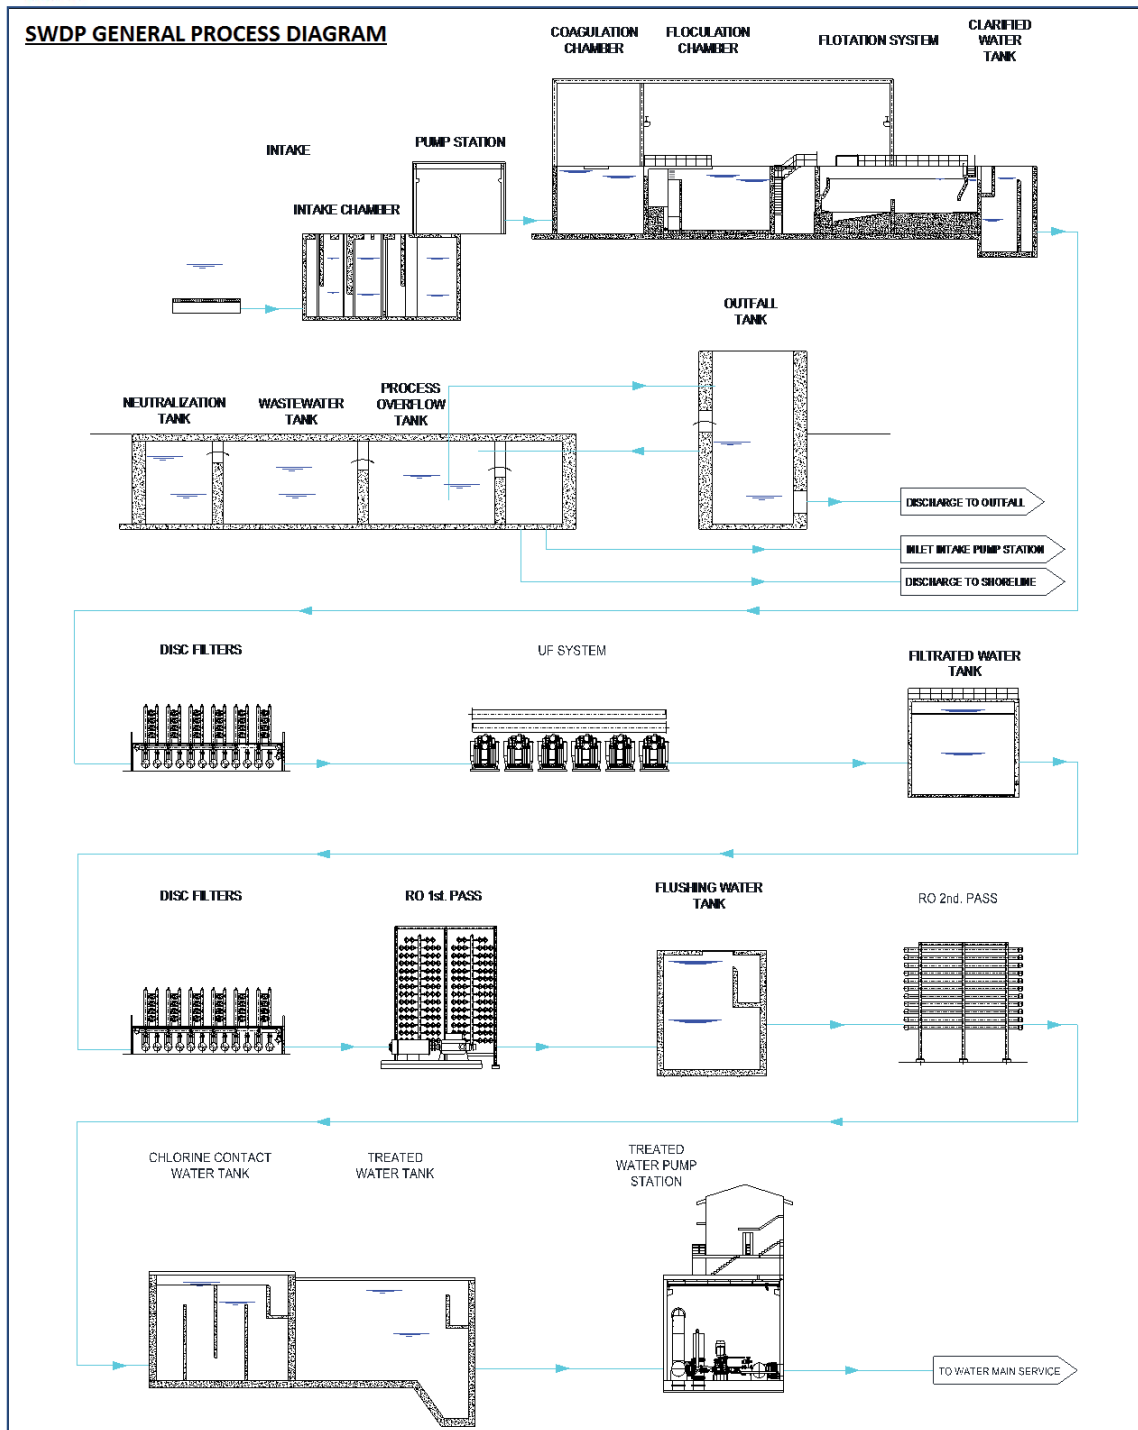 SWDP GENERAL PROCESS DIAGRAM
COAGULATION
CHAMBER
FLOCULATION
CHAMBER
FLOTATION SYSTEM
CLARIFIED
WATER
TANK
INTAKE
PUMP STATION
INTAKE CHAMBER
OUTFALL
TANK
NEUTRALIZATION
TANK
WASTEWATER
TANK
PROCESS
OVERFLOW
TANK
DISCHARGE TO OUTFALL
INLET INTAKE PUMP STATION
DISCHARGE TO SHORELINE
DISC FILTERS
UF SYSTEM
FILTRATED WATER
TANK
DISC FILTERS
RO 1st. PASS
FLUSHING WATER
TANK
RO 2nd. PASS
CHLORINE CONTACT
WATER TANK
TREATED
WATER TANK
TREATED
WATER PUMP
STATION
TO WATER MAIN SERVICE